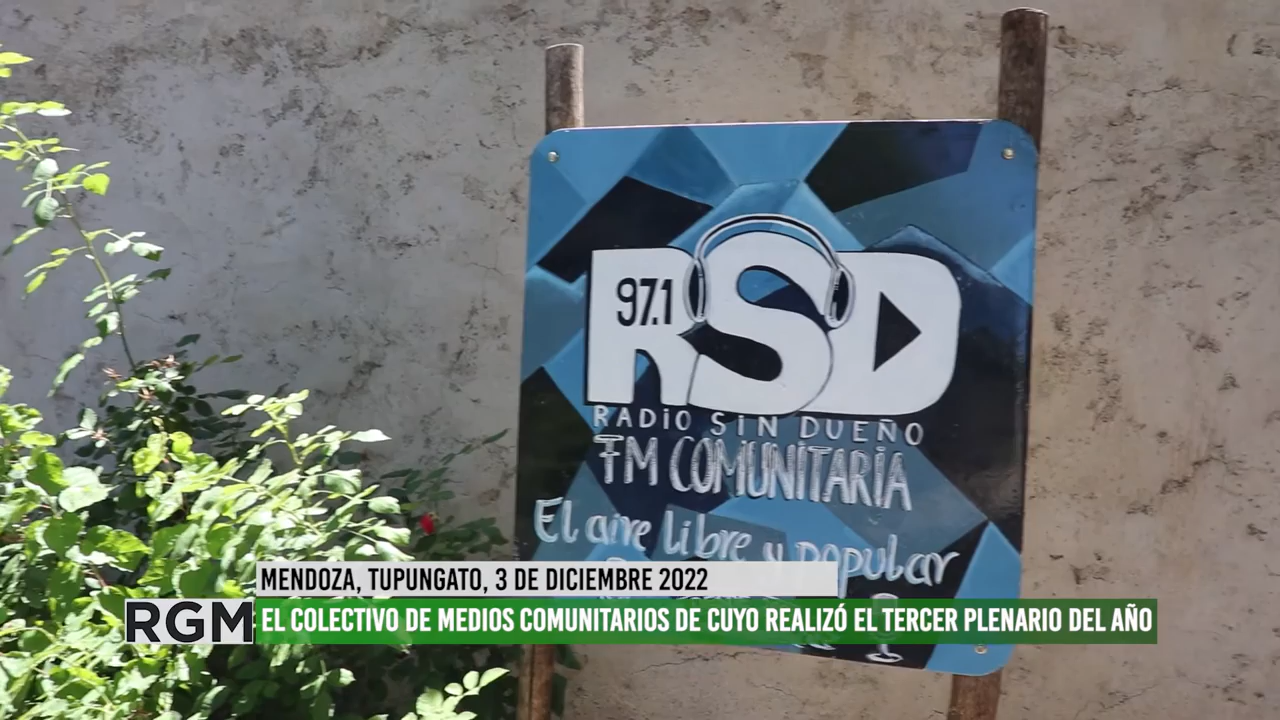 97.1
RSD
RADIO SIN DUEÑO
FM COMUNITARIA
El aire libre y popular
MENDOZA, TUPUNGATO, 3 DE DICIEMBRE 2022
RGM
EL COLECTIVO DE MEDIOS COMUNITARIOS DE CUYO REALIZÓ EL TERCER PLENARIO DEL AÑO